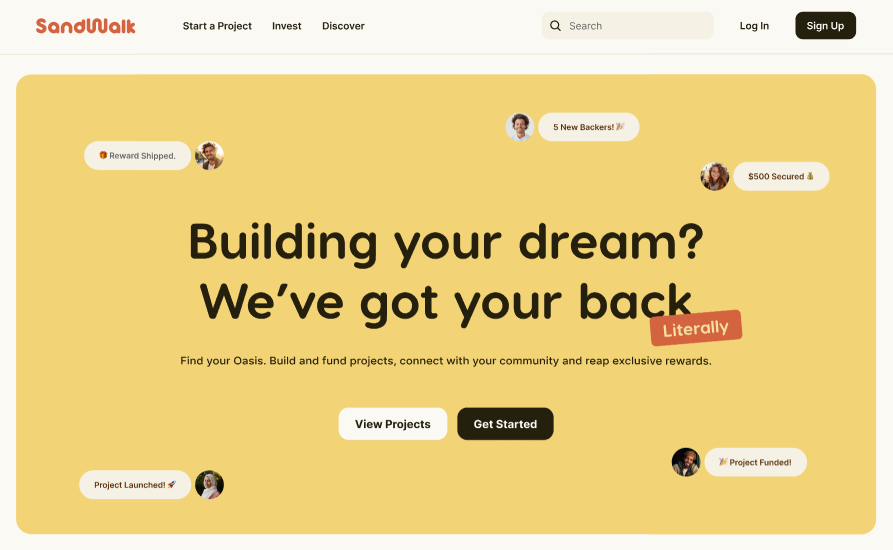 SandWalk
Start a Project
Invest
Discover
Search
Log In
Sign Up
5 New Backers! 🎉
🎁 Reward Shipped.
$500 Secured 💰
Building your dream?
We’ve got your back
Literally
Find your Oasis. Build and fund projects, connect with your community and reap exclusive rewards.
View Projects
Get Started
🎉 Project Funded!
Project Launched! 🚀